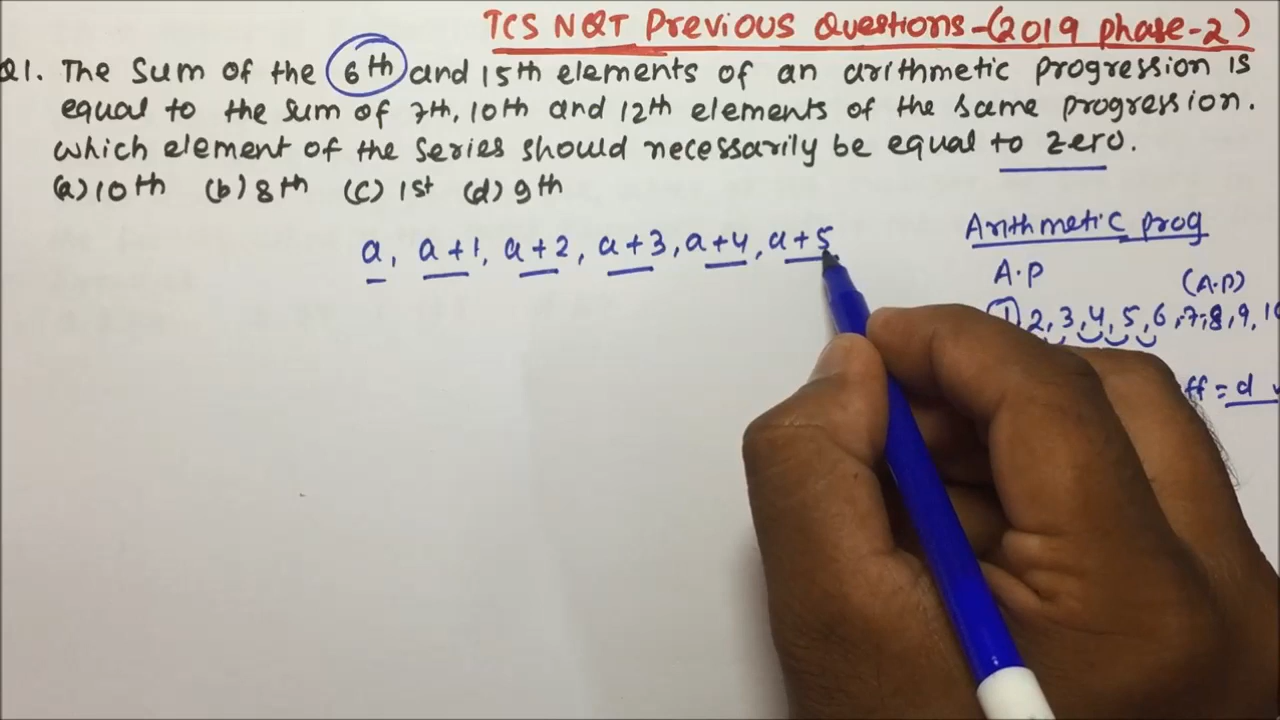 TCS NQT Previous Questions-(2019 phase-2)
Q1. The Sum of the 6th and 15th elements of an arithmetic progression is
equal to the sum of 7th, 10th and 12th elements of the same progression.
which element of the series should necessarily be equal to zero.
(a) 10th (b) 8th (c) 1st (d) 9th
a, a+1, a+2, a+3, a+4, a+5
Arithmetic prog
A.P (A.P)
1, 2, 3, 4, 5, 6, 7, 8, 9, 10
ff = d